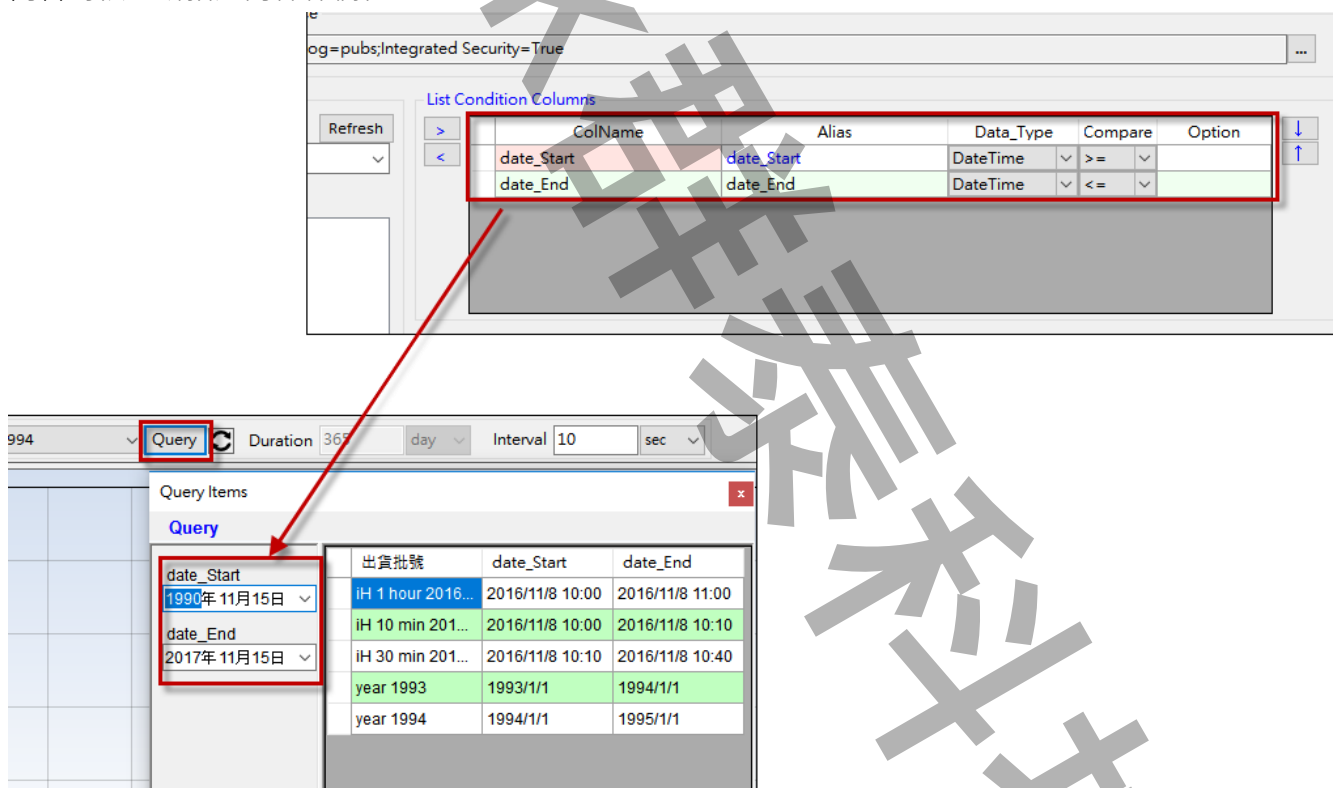 og=pubs;Integrated Security=True
...
List Condition Columns
Refresh
>
<
ColName Alias Data_Type Compare Option
date_Start date_Start DateTime >=
date_End date_End DateTime <=
↓
↑
994 Query Duration 365 day Interval 10 sec
Query Items
x
Query
date_Start
1990年11月15日
date_End
2017年11月15日
出貨批號 date_Start date_End
iH 1 hour 2016... 2016/11/8 10:00 2016/11/8 11:00
iH 10 min 201... 2016/11/8 10:00 2016/11/8 10:10
iH 30 min 201... 2016/11/8 10:10 2016/11/8 10:40
year 1993 1993/1/1 1994/1/1
year 1994 1994/1/1 1995/1/1
群泰科技